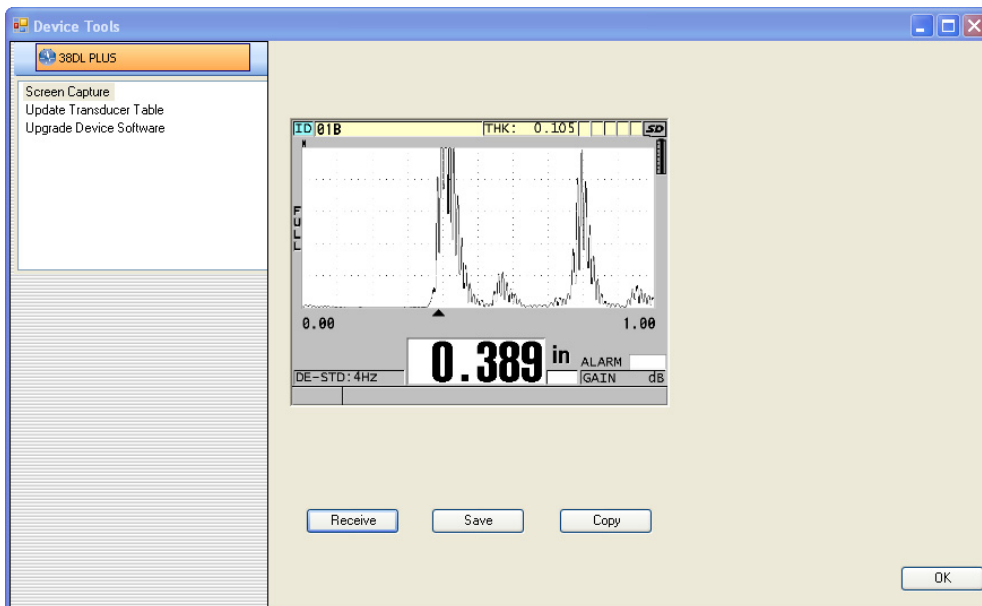 Device Tools
38DL PLUS
Screen Capture
Update Transducer Table
Upgrade Device Software
ID 01B THK: 0.105 SD
FULL
0.00 1.00
0.389 in ALARM
DE-STD:4HZ GAIN dB
Receive Save Copy
OK